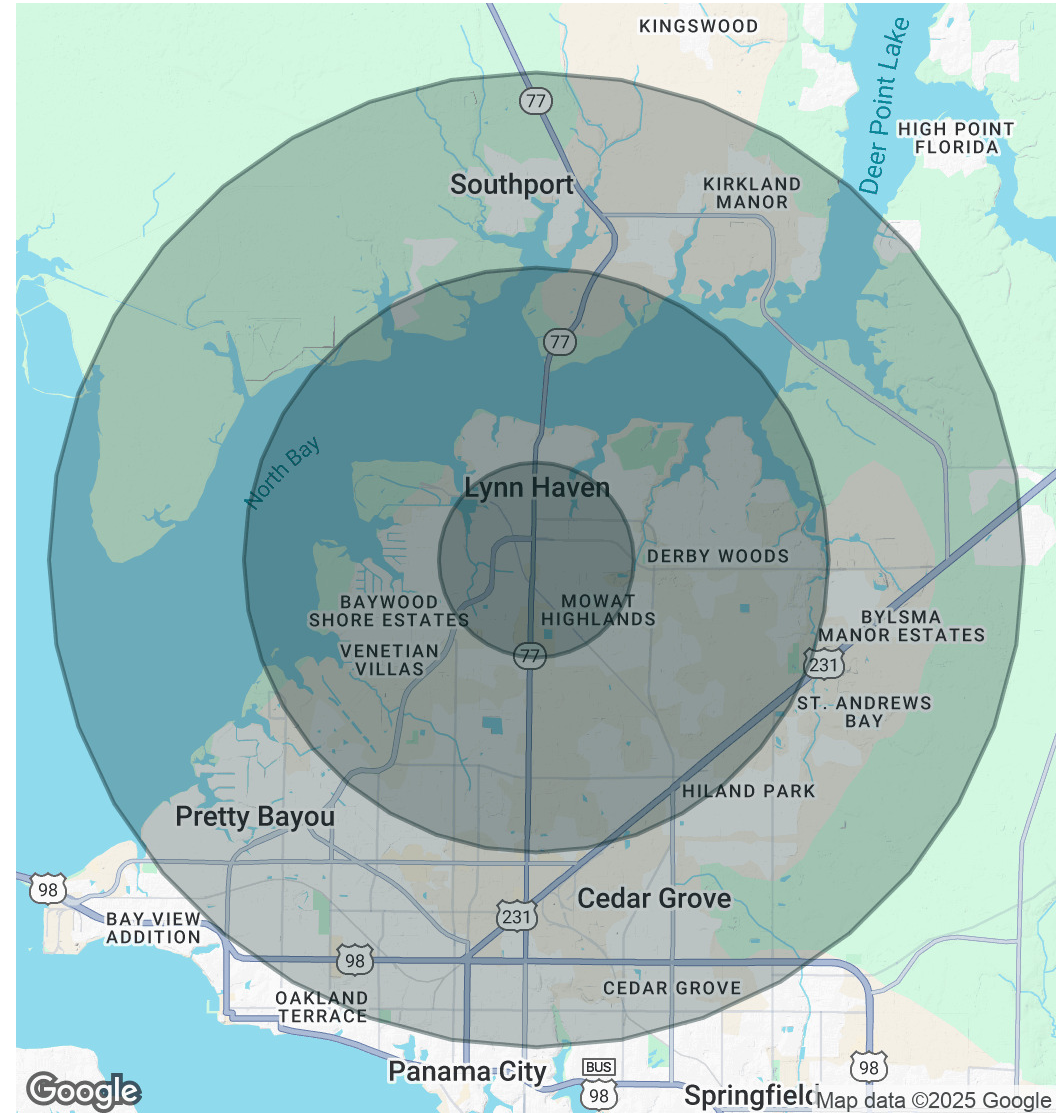 KINGSWOOD
Deer Point Lake
77
HIGH POINT
FLORIDA
Southport
KIRKLAND
MANOR
77
North Bay
Lynn Haven
DERBY WOODS
BAYWOOD
SHORE ESTATES
MOWAT
HIGHLANDS
BYLSMA
MANOR ESTATES
VENETIAN
VILLAS
77
231
ST. ANDREWS
BAY
HILAND PARK
Pretty Bayou
98
Cedar Grove
231
BAY VIEW
ADDITION
98
CEDAR GROVE
OAKLAND
TERRACE
Panama City
BUS
98
98
Springfield
Google
Map data ©2025 Google